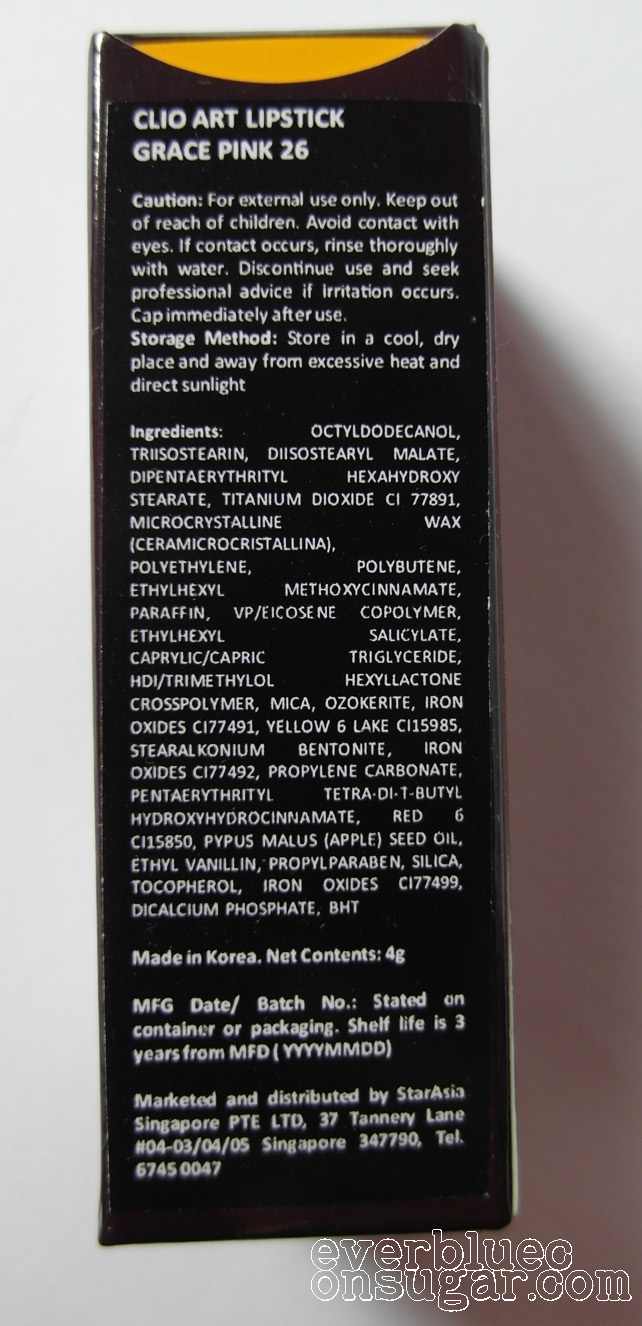 CLIO ART LIPSTICK
GRACE PINK 26
Caution: For external use only. Keep out
of reach of children. Avoid contact with
eyes. If contact occurs, rinse thoroughly
with water. Discontinue use and seek
professional advice if irritation occurs.
Cap immediately after use.
Storage Method: Store in a cool, dry
place and away from excessive heat and
direct sunlight
Ingredients: OCTYLDODECANOL,
TRIISOSTEARIN, DIISOSTEARYL MALATE,
DIPENTAERYTHRITYL HEXAHYDROXY
STEARATE, TITANIUM DIOXIDE CI 77891,
MICROCRYSTALLINE WAX
(CERAMICROCRISTALLINA),
POLYETHYLENE, POLYBUTENE,
ETHYLHEXYL METHOXYCINNAMATE,
PARAFFIN, VP/EICOSENE COPOLYMER,
ETHYLHEXYL SALICYLATE,
CAPRYLIC/CAPRIC TRIGLYCERIDE,
HDI/TRIMETHYLOL HEXYLLACTONE
CROSSPOLYMER, MICA, OZOKERITE, IRON
OXIDES CI77491, YELLOW 6 LAKE CI15985,
STEARALKONIUM BENTONITE, IRON
OXIDES CI77492, PROPYLENE CARBONATE,
PENTAERYTHRITYL TETRA-DI-T-BUTYL
HYDROXYHYDROCINNAMATE, RED 6
CI15850, PYPUS MALUS (APPLE) SEED OIL,
ETHYL VANILLIN, PROPYLPARABEN, SILICA,
TOCOPHEROL, IRON OXIDES CI77499,
DICALCIUM PHOSPHATE, BHT
Made in Korea. Net Contents: 4g
MFG Date/ Batch No.: Stated on
container or packaging. Shelf life is 3
years from MFD ( YYYYMMDD)
Marketed and distributed by StarAsia
Singapore PTE LTD, 37 Tannery Lane
#04-03/04/05 Singapore 347790, Tel.
6745 0047
everbluec
onsugar.com